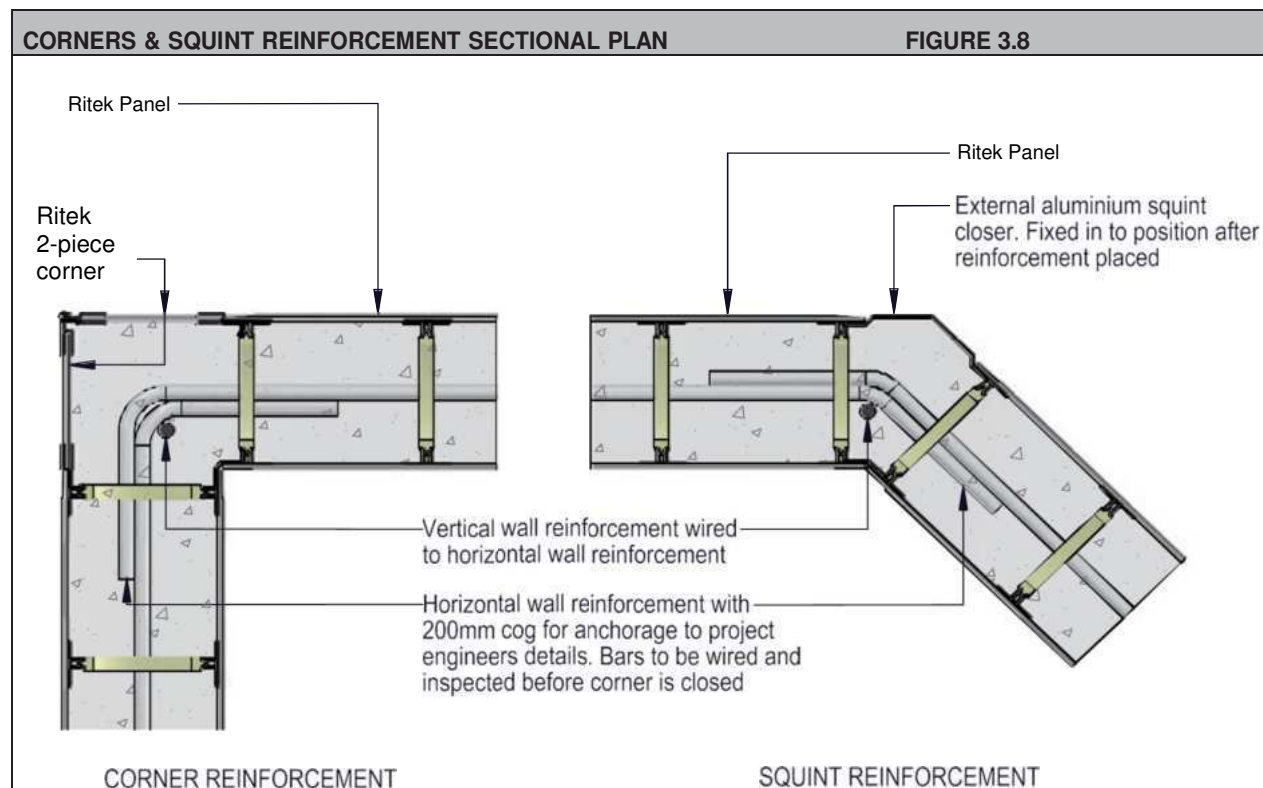 CORNERS & SQUINT REINFORCEMENT SECTIONAL PLAN FIGURE 3.8
Ritek Panel
Ritek
2-piece
corner
Ritek Panel
External aluminium squint
closer. Fixed in to position after
reinforcement placed
Vertical wall reinforcement wired
to horizontal wall reinforcement
Horizontal wall reinforcement with
200mm cog for anchorage to project
engineers details. Bars to be wired and
inspected before corner is closed
CORNER REINFORCEMENT
SQUINT REINFORCEMENT